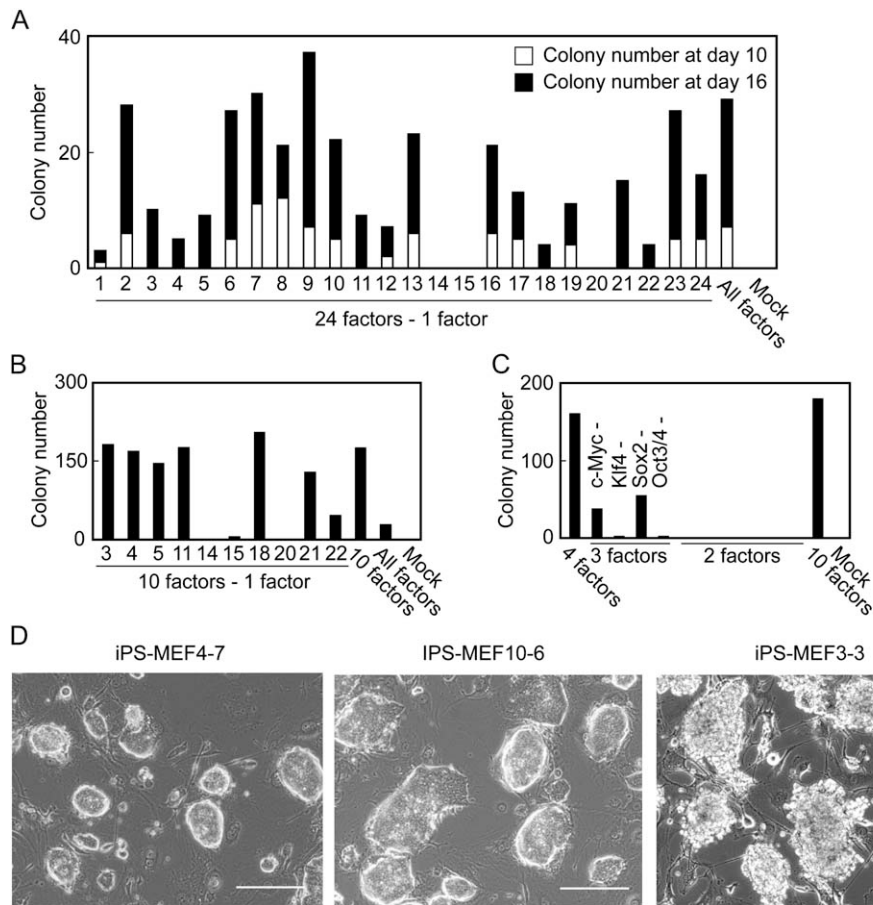 A
40
20
0
Colony number
Colony number at day 10
Colony number at day 16
1 2 3 4 5 6 7 8 9 10 11 12 13 14 15 16 17 18 19 20 21 22 23 24 All factors Mock
24 factors - 1 factor
B
300
150
0
Colony number
3 4 5 11 14 15 18 20 21 22 10 factors All factors Mock
10 factors - 1 factor
C
200
100
0
Colony number
c-Myc -
Klf4 -
Sox2 -
Oct3/4 -
4 factors 3 factors 2 factors 10 factors Mock
D
iPS-MEF4-7 IPS-MEF10-6 iPS-MEF3-3